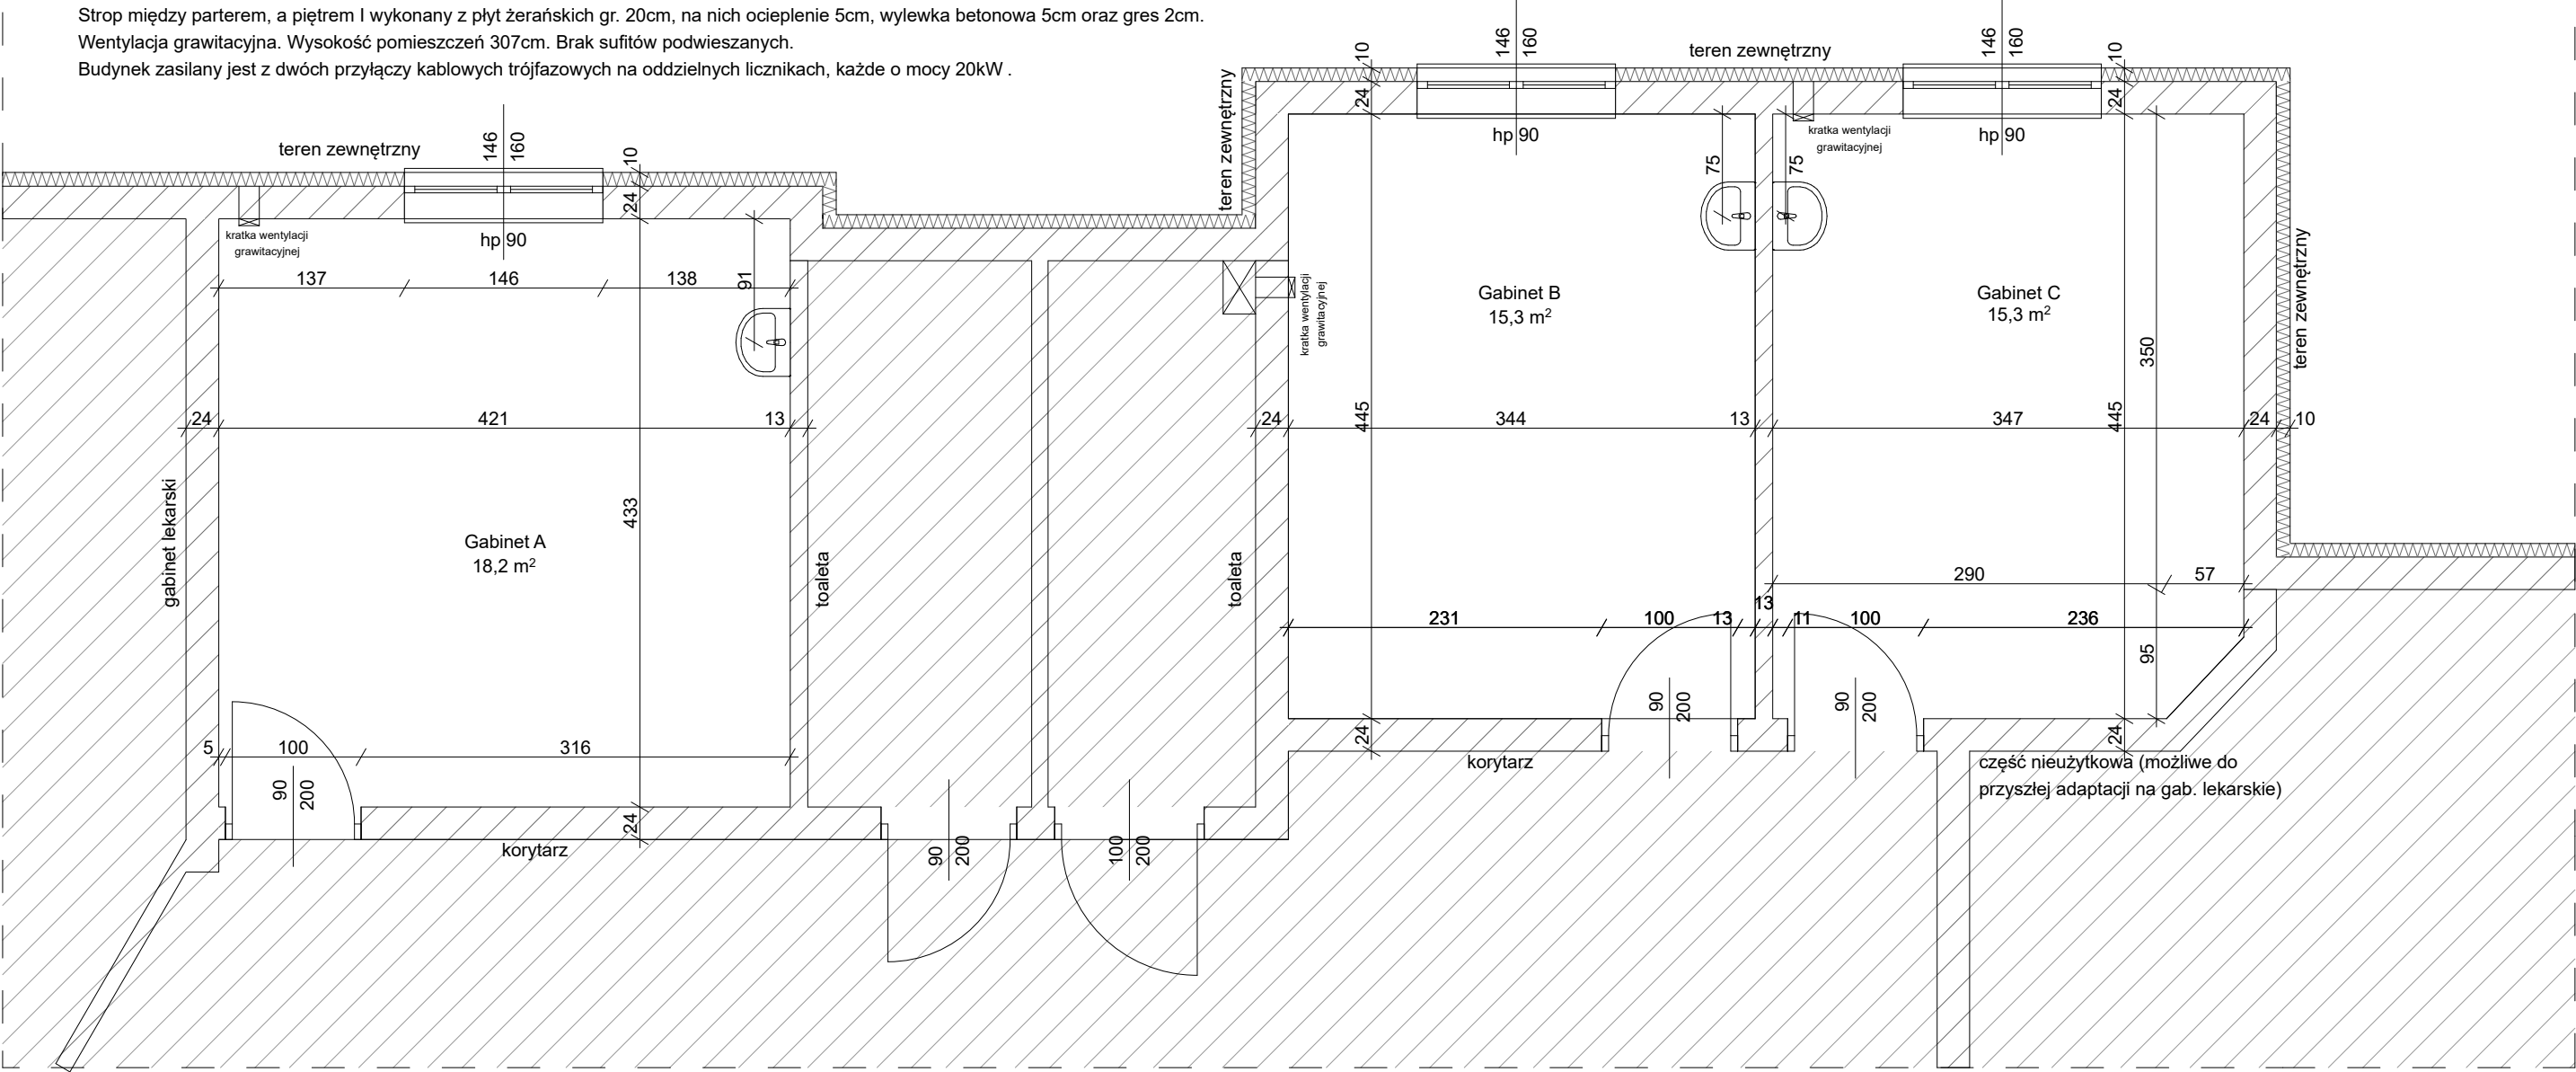 Strop między parterem, a piętrem I wykonany z płyt żerańskich gr. 20cm, na nich ocieplenie 5cm, wylewka betonowa 5cm oraz gres 2cm.
Wentylacja grawitacyjna. Wysokość pomieszczeń 307cm. Brak sufitów podwieszanych.
Budynek zasilany jest z dwóch przyłączy kablowych trójfazowych na oddzielnych licznikach, każde o mocy 20kW .
teren zewnętrzny
146
160
10
24
hp 90
kratka wentylacji
grawitacyjnej
137
146
138
91
24
421
13
433
gabinet lekarski
Gabinet A
18,2 m²
toaleta
5
100
316
90
200
24
korytarz
90
200
100
200
toaleta
teren zewnętrzny
10
24
146
160
teren zewnętrzny
146
160
10
24
hp 90
kratka wentylacji
grawitacyjnej
hp 90
75
75
kratka wentylacji
grawitacyjnej
Gabinet B
15,3 m²
Gabinet C
15,3 m²
teren zewnętrzny
350
24
445
344
13
347
445
24
10
290
57
13
231
100
13
11
100
236
95
90
200
90
200
24
24
korytarz
część nieużytkowa (możliwe do
przyszłej adaptacji na gab. lekarskie)